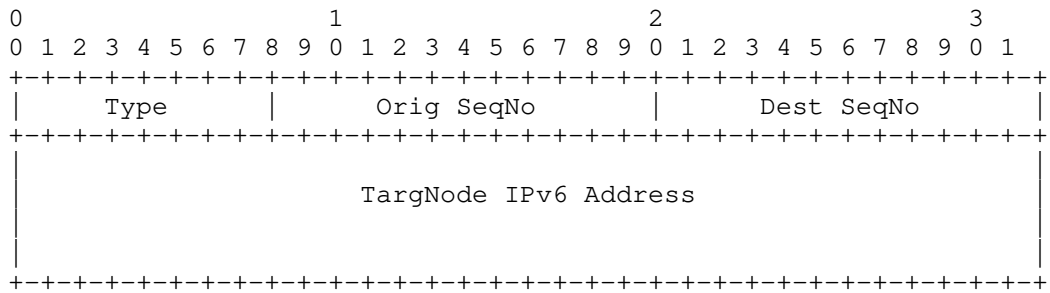 0                   1                   2                   3
0 1 2 3 4 5 6 7 8 9 0 1 2 3 4 5 6 7 8 9 0 1 2 3 4 5 6 7 8 9 0 1
+-+-+-+-+-+-+-+-+-+-+-+-+-+-+-+-+-+-+-+-+-+-+-+-+-+-+-+-+-+-+-+-+
|     Type      |      Orig SeqNo       |      Dest SeqNo       |
+-+-+-+-+-+-+-+-+-+-+-+-+-+-+-+-+-+-+-+-+-+-+-+-+-+-+-+-+-+-+-+-+
|                                                               |
|                     TargNode IPv6 Address                     |
|                                                               |
|                                                               |
+-+-+-+-+-+-+-+-+-+-+-+-+-+-+-+-+-+-+-+-+-+-+-+-+-+-+-+-+-+-+-+-+